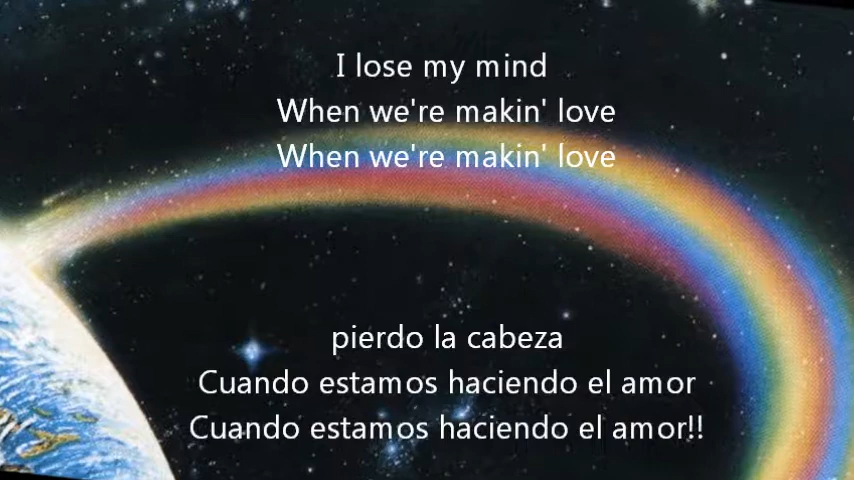 I lose my mind
When we're makin' love
When we're makin' love
pierdo la cabeza
Cuando estamos haciendo el amor
Cuando estamos haciendo el amor!!